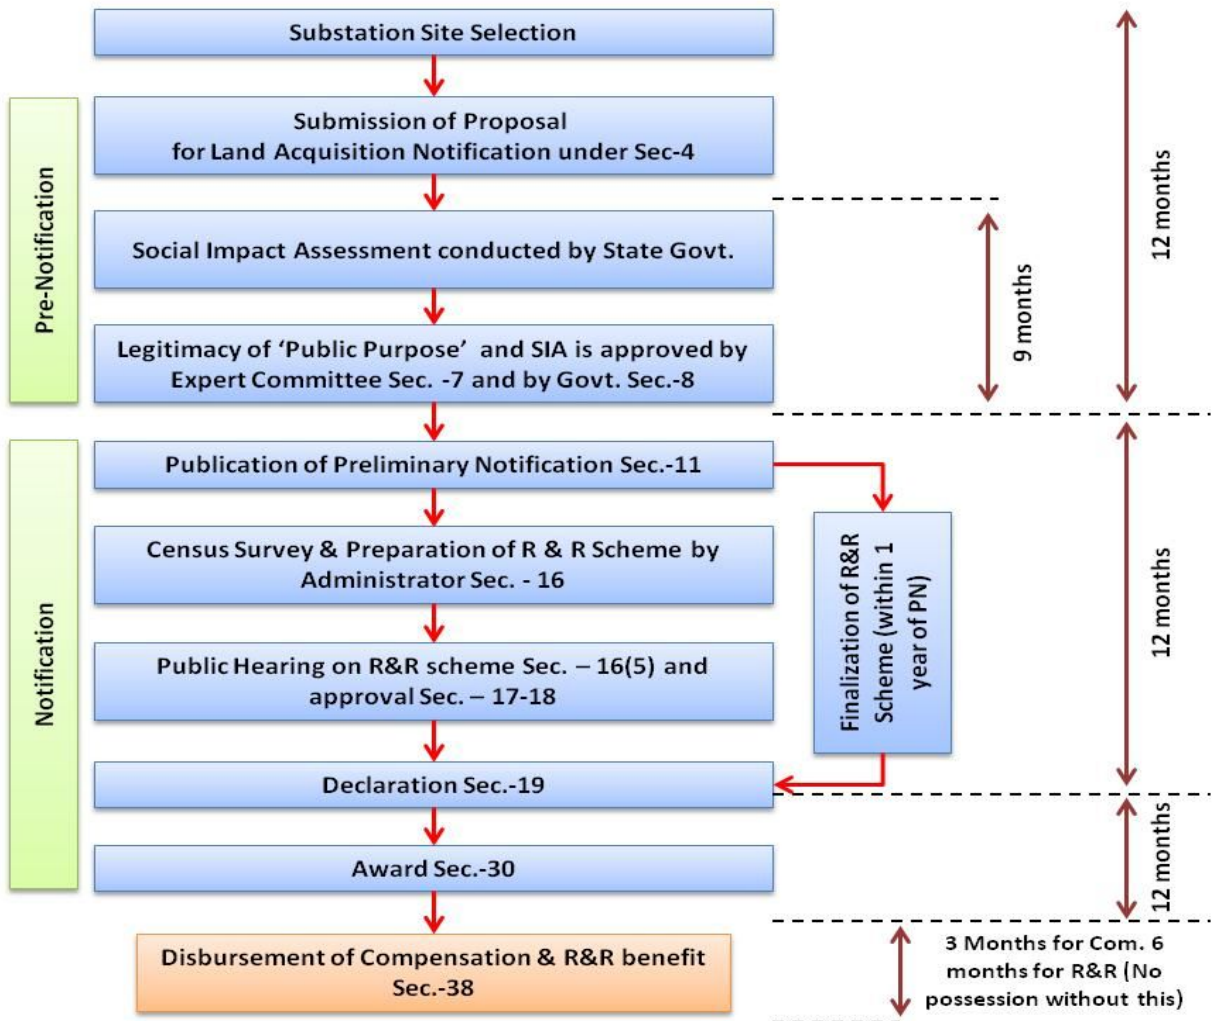 Substation Site Selection
Pre-Notification
Submission of Proposal
for Land Acquisition Notification under Sec-4
Social Impact Assessment conducted by State Govt.
Legitimacy of ‘Public Purpose’ and SIA is approved by
Expert Committee Sec. -7 and by Govt. Sec.-8
9 months
12 months
Notification
Publication of Preliminary Notification Sec.-11
Census Survey & Preparation of R & R Scheme by
Administrator Sec. - 16
Public Hearing on R&R scheme Sec. – 16(5) and
approval Sec. – 17-18
Finalization of R&R
Scheme (within 1
year of PN)
12 months
Declaration Sec.-19
Award Sec.-30
12 months
Disbursement of Compensation & R&R benefit
Sec.-38
3 Months for Com. 6
months for R&R (No
possession without this)